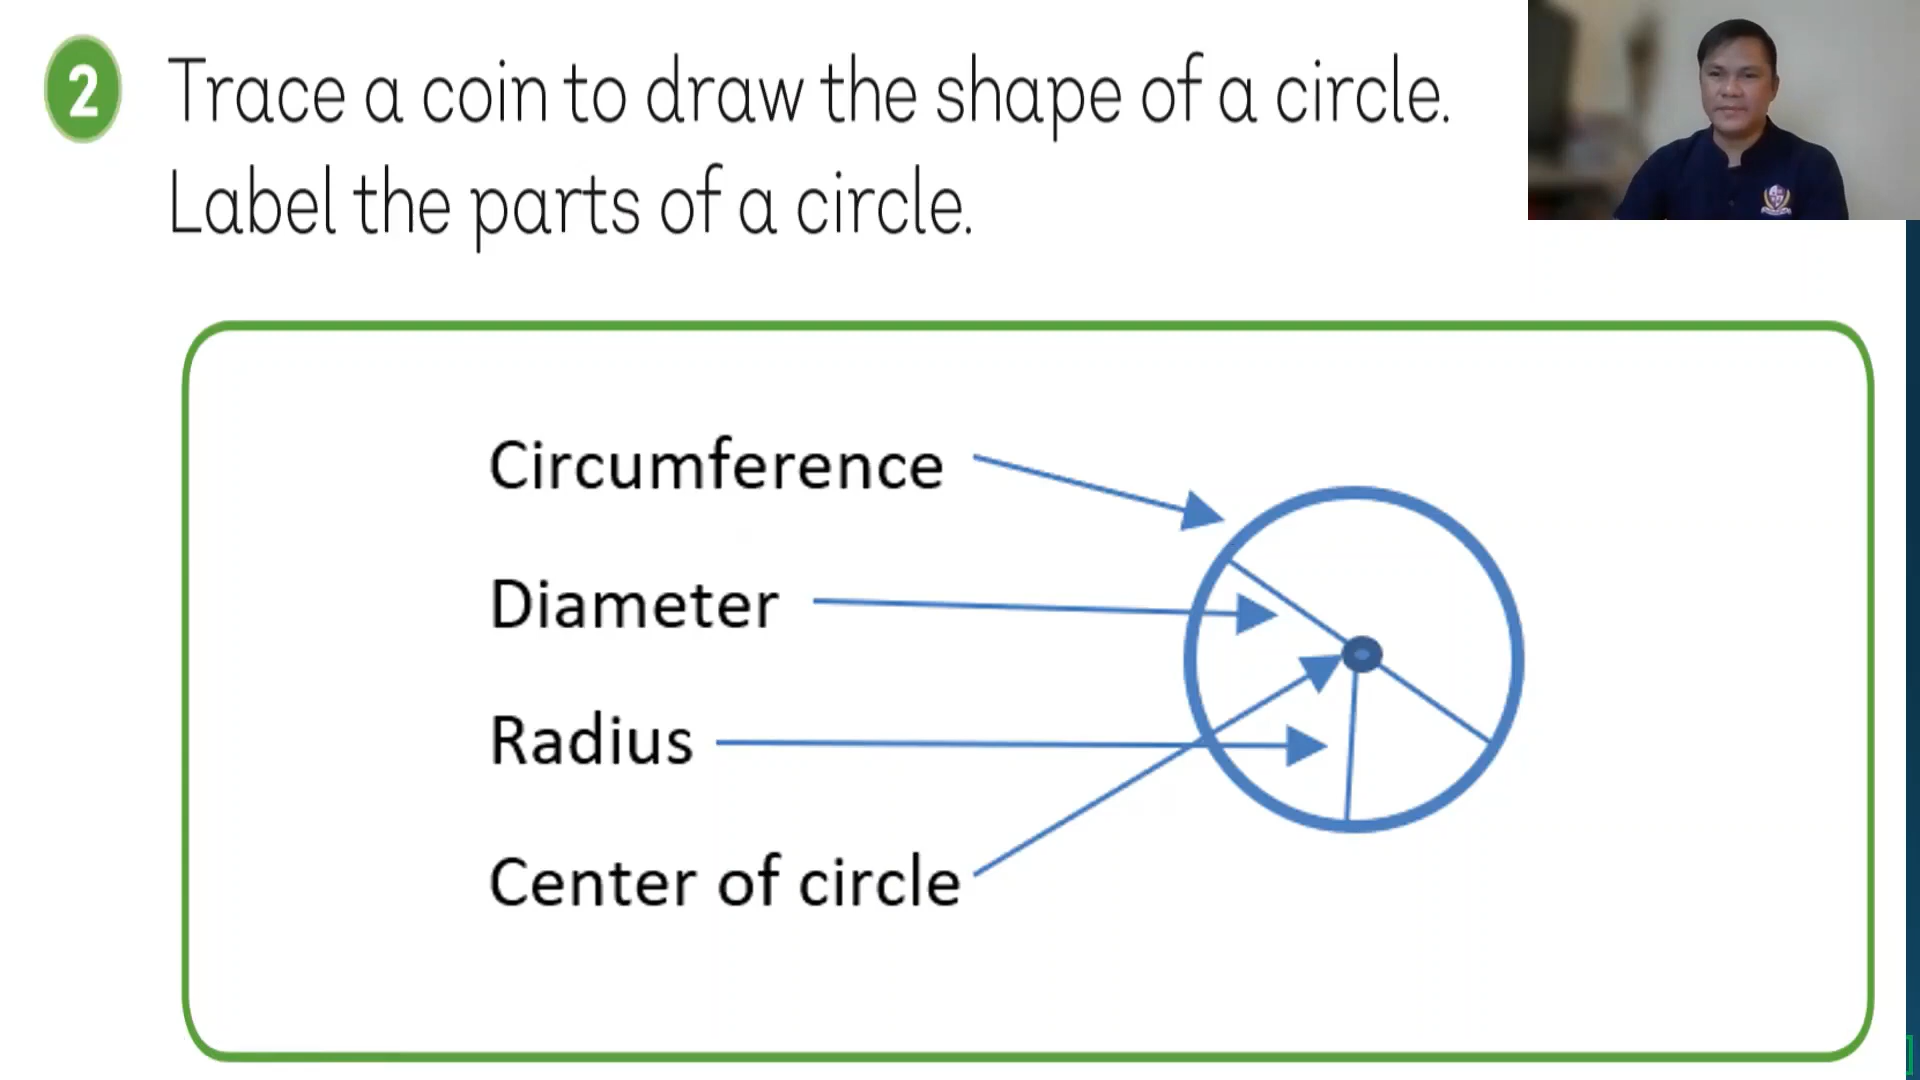 2 Trace a coin to draw the shape of a circle.
Label the parts of a circle.
Circumference
Diameter
Radius
Center of circle